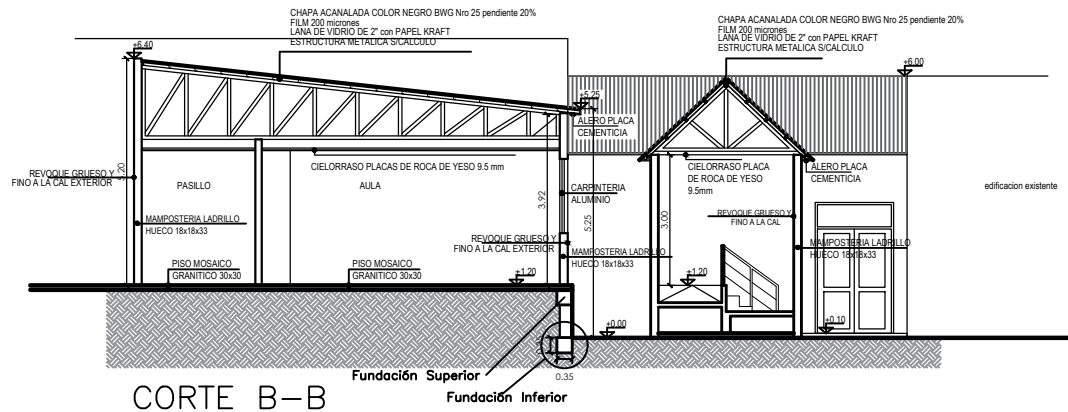 CHAPA ACANALADA COLOR NEGRO BWG Nro 25 pendiente 20%
FILM 200 micrones
LANA DE VIDRIO DE 2" con PAPEL KRAFT
ESTRUCTURA METALICA S/CALCULO
CHAPA ACANALADA COLOR NEGRO BWG Nro 25 pendiente 20%
FILM 200 micrones
LANA DE VIDRIO DE 2" con PAPEL KRAFT
ESTRUCTURA METALICA S/CALCULO
+6.40
+6.00
+5.25
ALERO PLACA
CEMENTICIA
CIELORRASO PLACAS DE ROCA DE YESO 9.5 mm
CIELORRASO PLACA
DE ROCA DE YESO
9.5mm
ALERO PLACA
CEMENTICIA
REVOQUE GRUESO Y
FINO A LA CAL EXTERIOR
PASILLO
AULA
CARPINTERIA
ALUMINIO
edificacion existente
3.92
5.25
3.00
MAMPOSTERIA LADRILLO
HUECO 18x18x33
REVOQUE GRUESO Y
FINO A LA CAL
REVOQUE GRUESO Y
FINO A LA CAL EXTERIOR
MAMPOSTERIA LADRILLO
HUECO 18x18x33
MAMPOSTERIA LADRILLO
HUECO 18x18x33
PISO MOSAICO
GRANITICO 30x30
PISO MOSAICO
GRANITICO 30x30
+1.20
+1.20
+0.00
+0.10
Fundación Superior
0.35
Fundación Inferior
CORTE B-B